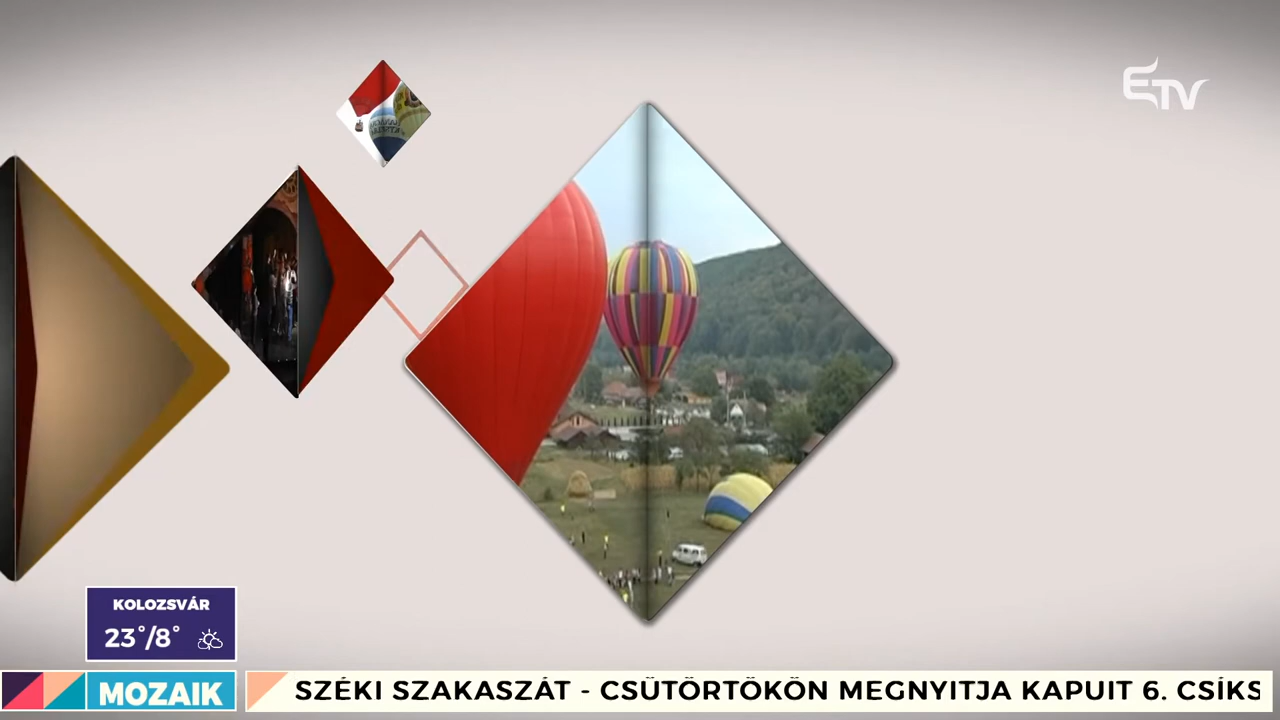 ETV
KOLOZSVÁR
23°/8°
MOZAIK
SZÉKI SZAKASZÁT - CSÜTÖRTÖKÖN MEGNYITJA KAPUIT 6. CSÍKS